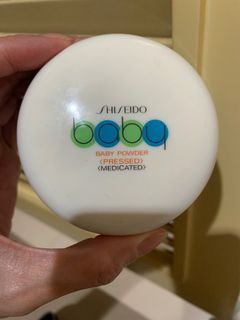 SHISEIDO
baby
BABY POWDER
<PRESSED>
<MEDICATED>